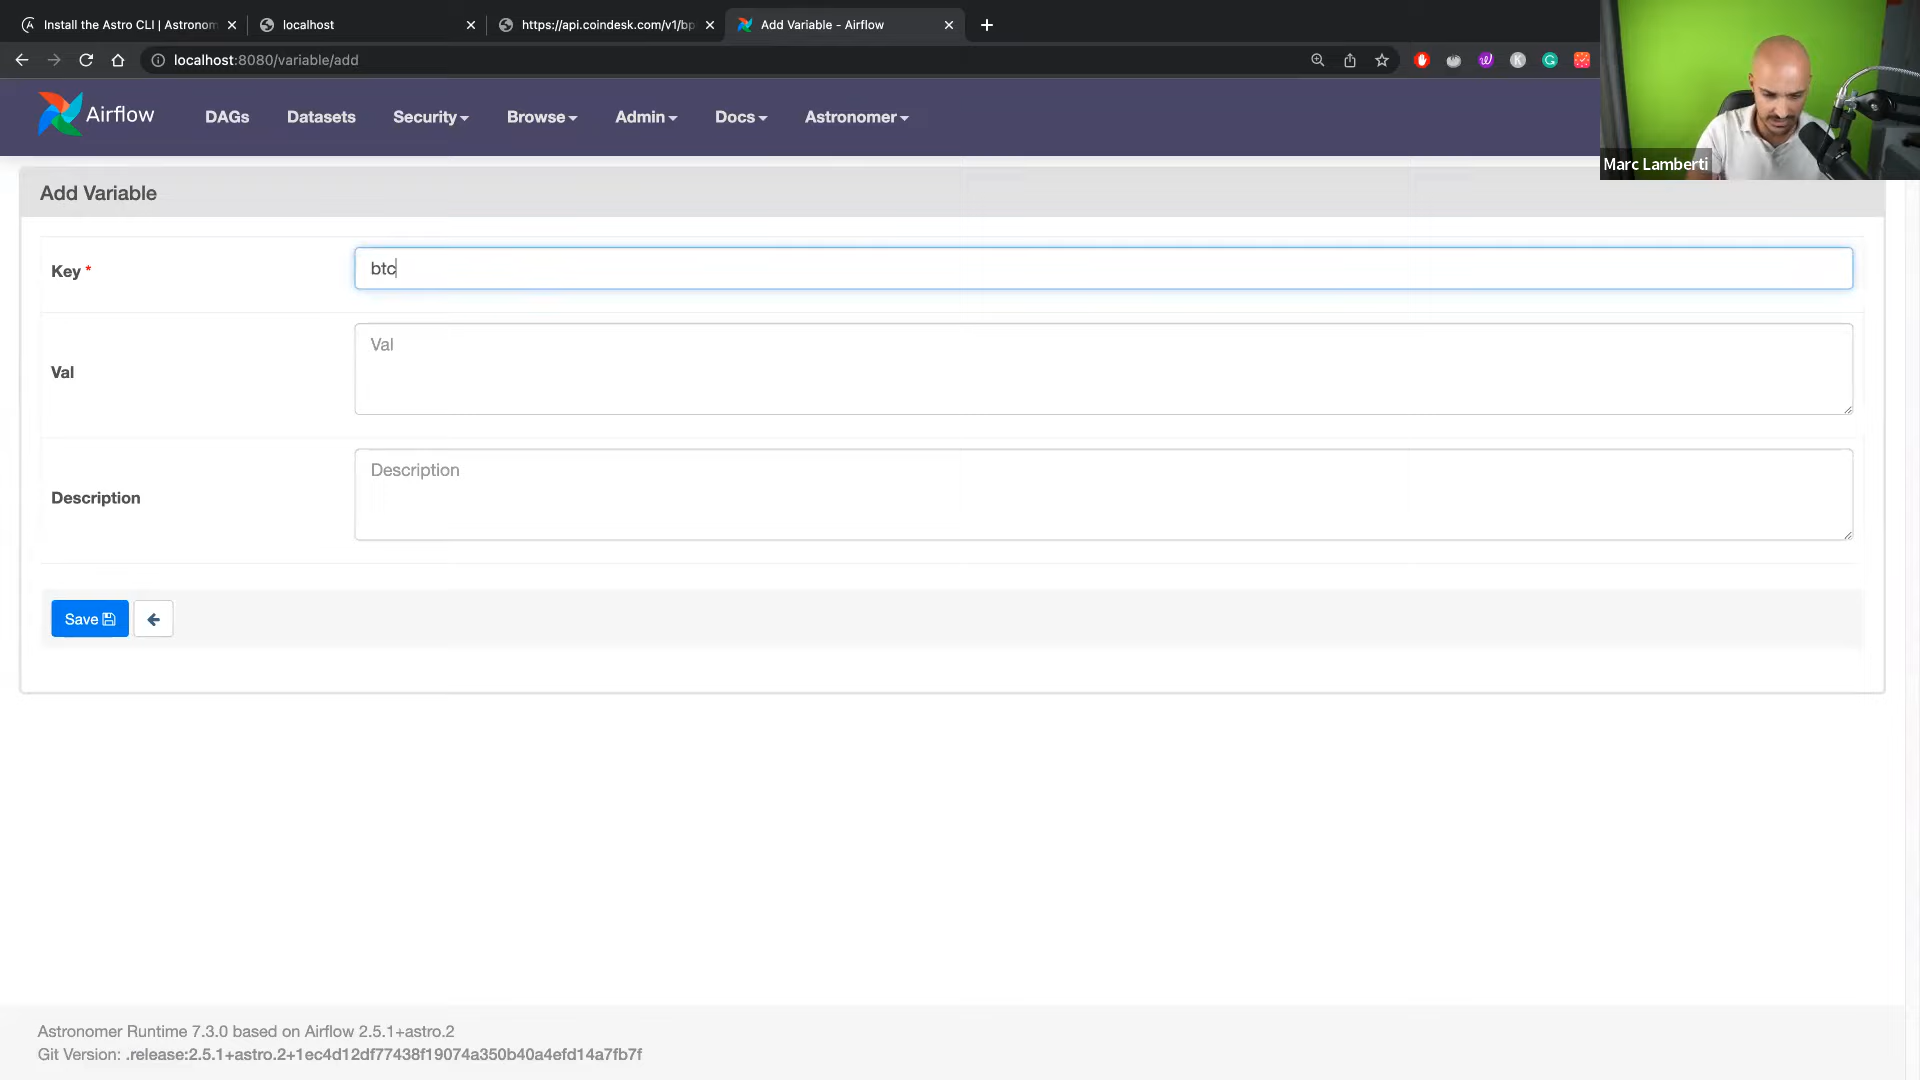 Install the Astro CLI | Astronom
localhost
https://api.coindesk.com/v1/bp
Add Variable - Airflow
localhost:8080/variable/add
Airflow
DAGs
Datasets
Security
Browse
Admin
Docs
Astronomer
Marc Lamberti
Add Variable
Key *
btc
Val
Val
Description
Description
Save
Astronomer Runtime 7.3.0 based on Airflow 2.5.1+astro.2
Git Version: .release:2.5.1+astro.2+1ec4d12df77438f19074a350b40a4efd14a7fb7f